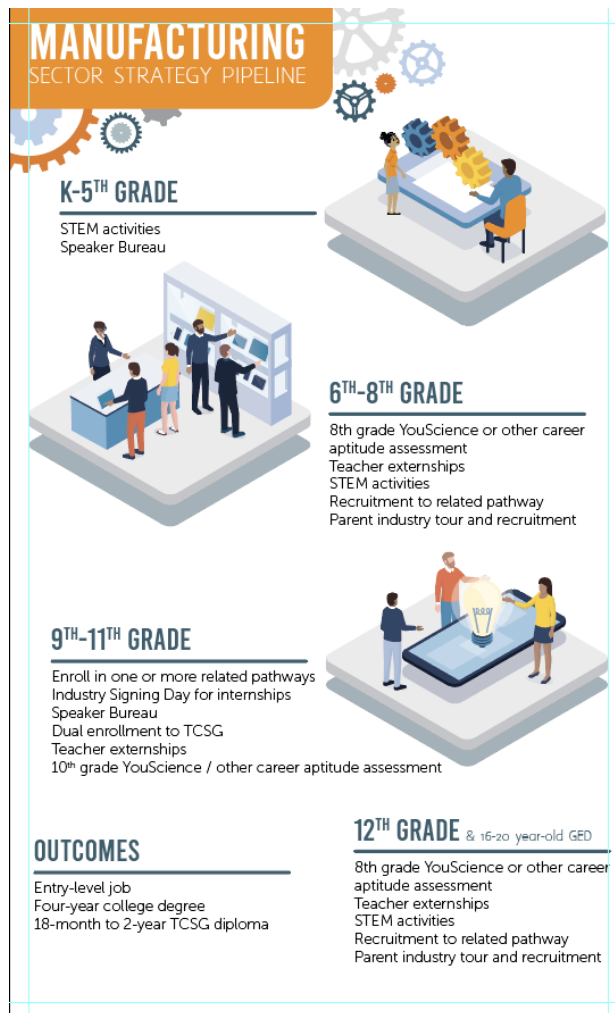 MANUFACTURING
SECTOR STRATEGY PIPELINE
K-5TH GRADE
STEM activities
Speaker Bureau
6TH-8TH GRADE
8th grade YouScience or other career
aptitude assessment
Teacher externships
STEM activities
Recruitment to related pathway
Parent industry tour and recruitment
9TH-11TH GRADE
Enroll in one or more related pathways
Industry Signing Day for internships
Speaker Bureau
Dual enrollment to TCSG
Teacher externships
10th grade YouScience / other career aptitude assessment
12TH GRADE & 16-20 year-old GED
8th grade YouScience or other career
aptitude assessment
Teacher externships
STEM activities
Recruitment to related pathway
Parent industry tour and recruitment
OUTCOMES
Entry-level job
Four-year college degree
18-month to 2-year TCSG diploma